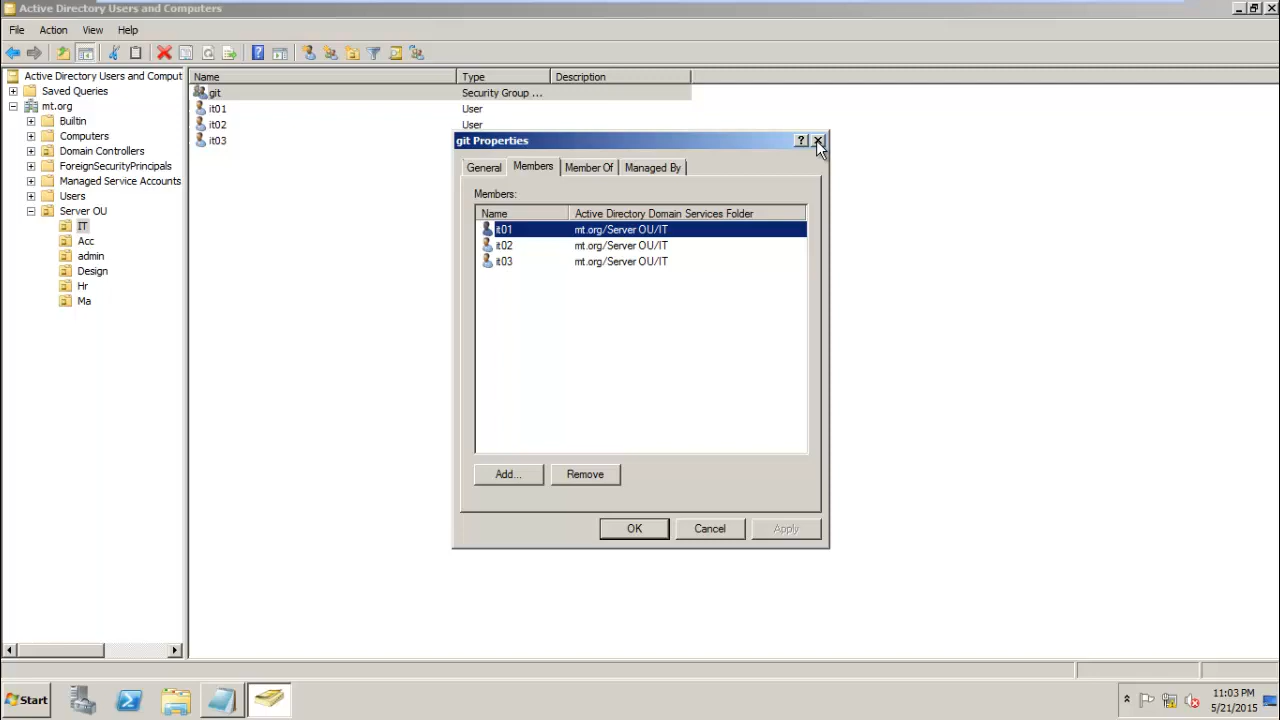 Active Directory Users and Computers
File Action View Help
Active Directory Users and Comput
Saved Queries
mt.org
Builtin
Computers
Domain Controllers
ForeignSecurityPrincipals
Managed Service Accounts
Users
Server OU
IT
Acc
admin
Design
Hr
Ma
Name Type Description
git Security Group ...
it01 User
it02 User
it03
git Properties
General Members Member Of Managed By
Members:
Name Active Directory Domain Services Folder
it01 mt.org/Server OU/IT
it02 mt.org/Server OU/IT
it03 mt.org/Server OU/IT
Add... Remove
OK Cancel Apply
Start
11:03 PM
5/21/2015